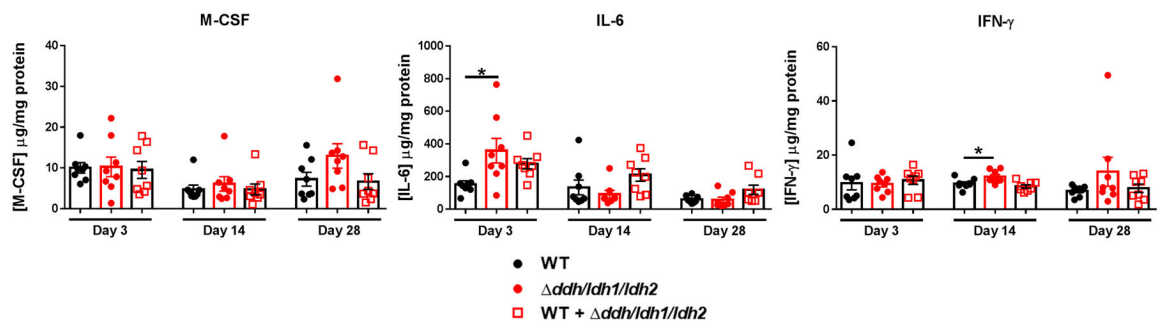 M-CSF
[M-CSF] µg/mg protein
40
30
20
10
0
Day 3 Day 14 Day 28
IL-6
[IL-6] µg/mg protein
1000
800
600
400
200
0
*
Day 3 Day 14 Day 28
IFN-γ
[IFN-γ] µg/mg protein
60
40
20
0
*
Day 3 Day 14 Day 28
WT
Δddh/ldh1/ldh2
WT + Δddh/ldh1/ldh2